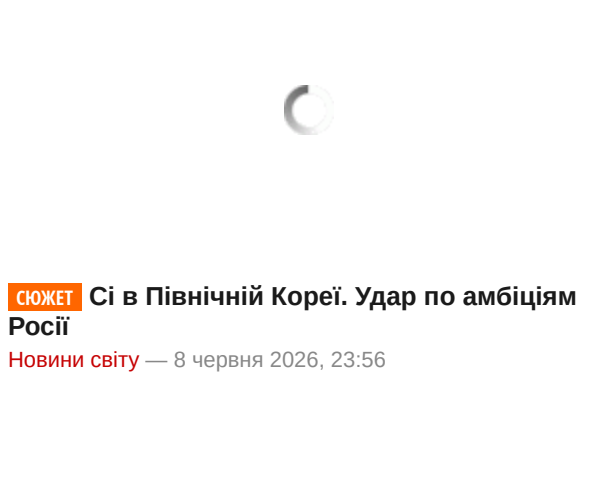 СЮЖЕТ Сі в Північній Кореї. Удар по амбіціям
Росії
Новини світу — 8 червня 2026, 23:56